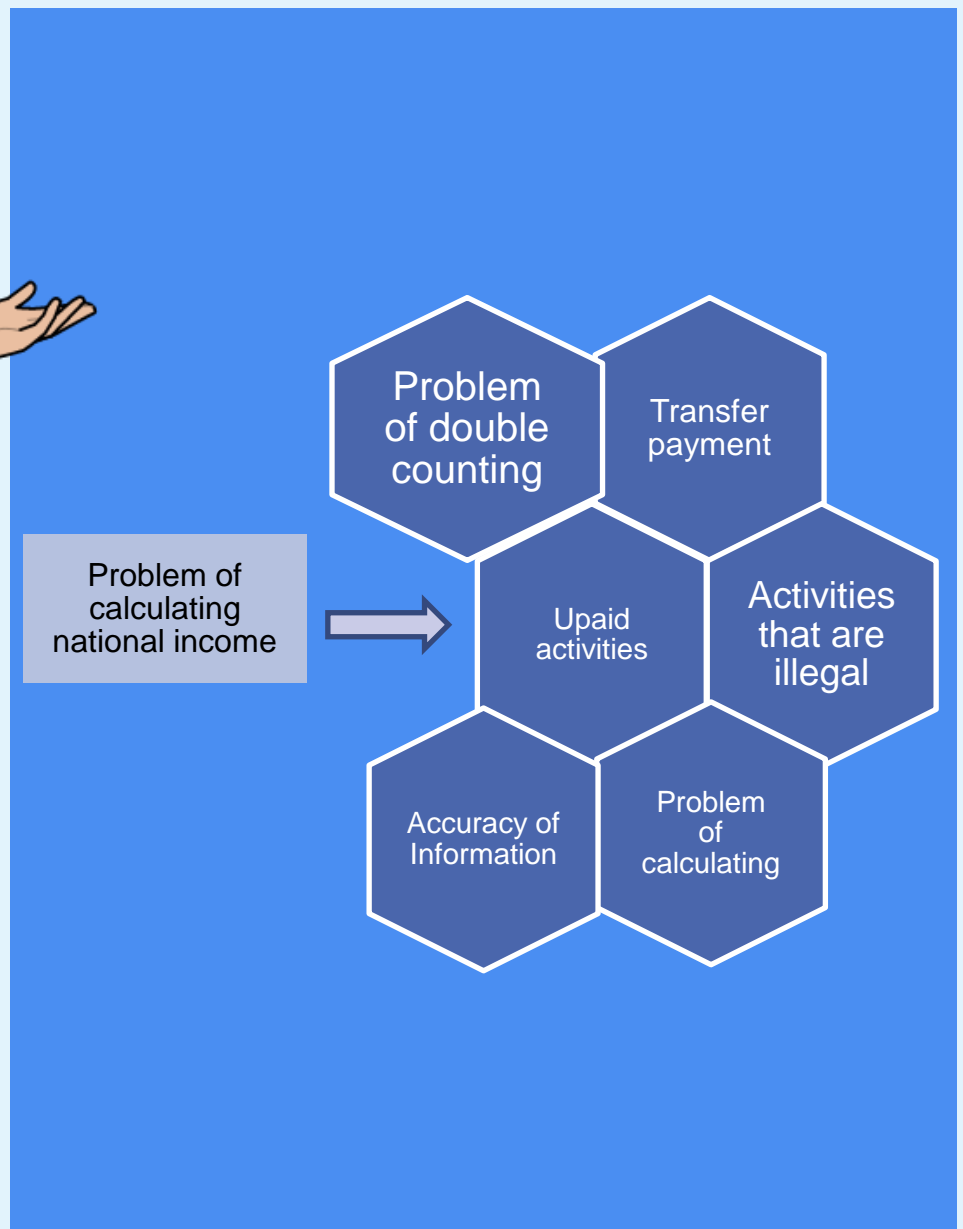 Problem of
calculating
national income
Problem
of double
counting
Transfer
payment
Upaid
activities
Activities
that are
illegal
Accuracy of
Information
Problem
of
calculating